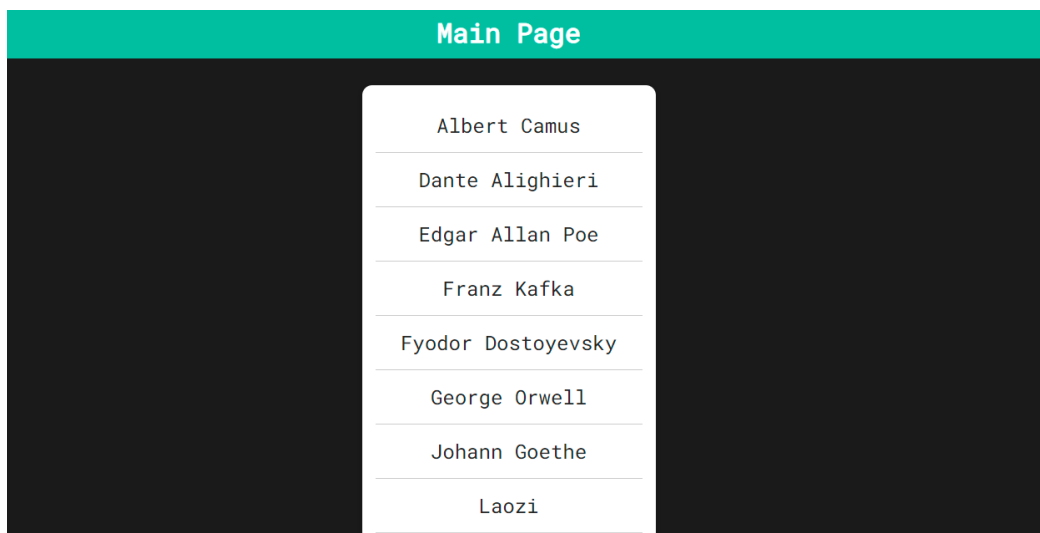 Main Page
Albert Camus
Dante Alighieri
Edgar Allan Poe
Franz Kafka
Fyodor Dostoyevsky
George Orwell
Johann Goethe
Laozi